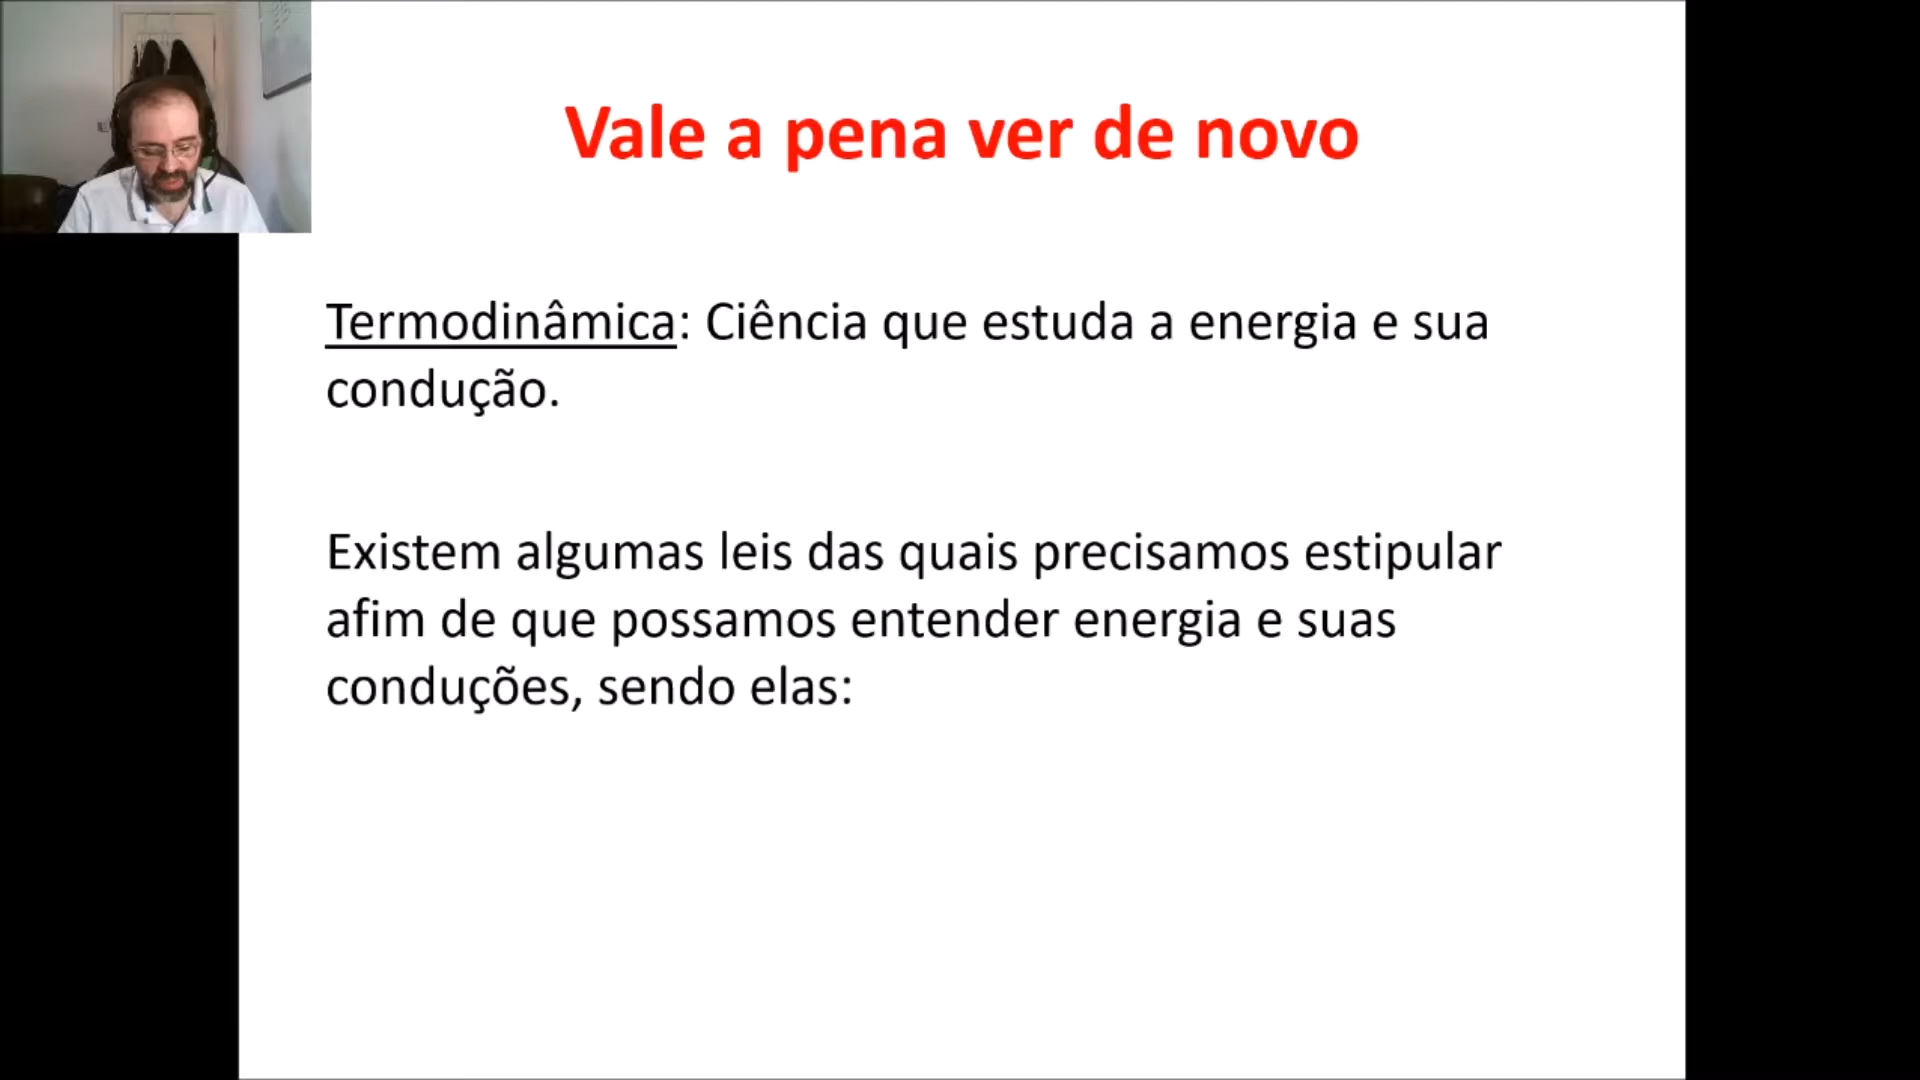 Vale a pena ver de novo
Termodinâmica: Ciência que estuda a energia e sua
condução.
Existem algumas leis das quais precisamos estipular
afim de que possamos entender energia e suas
conduções, sendo elas: